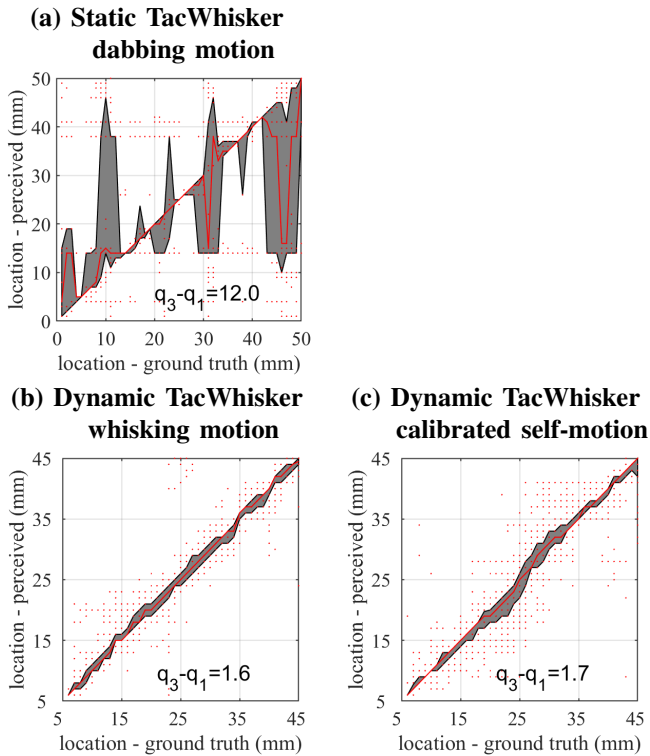 (a) Static TacWhisker
dabbing motion
50
40
30
20
10
0
location - perceived (mm)
q3-q1=12.0
0 10 20 30 40 50
location - ground truth (mm)
(b) Dynamic TacWhisker
whisking motion
45
35
25
15
5
location - perceived (mm)
q3-q1=1.6
5 15 25 35 45
location - ground truth (mm)
(c) Dynamic TacWhisker
calibrated self-motion
45
35
25
15
5
location - perceived (mm)
q3-q1=1.7
5 15 25 35 45
location - ground truth (mm)